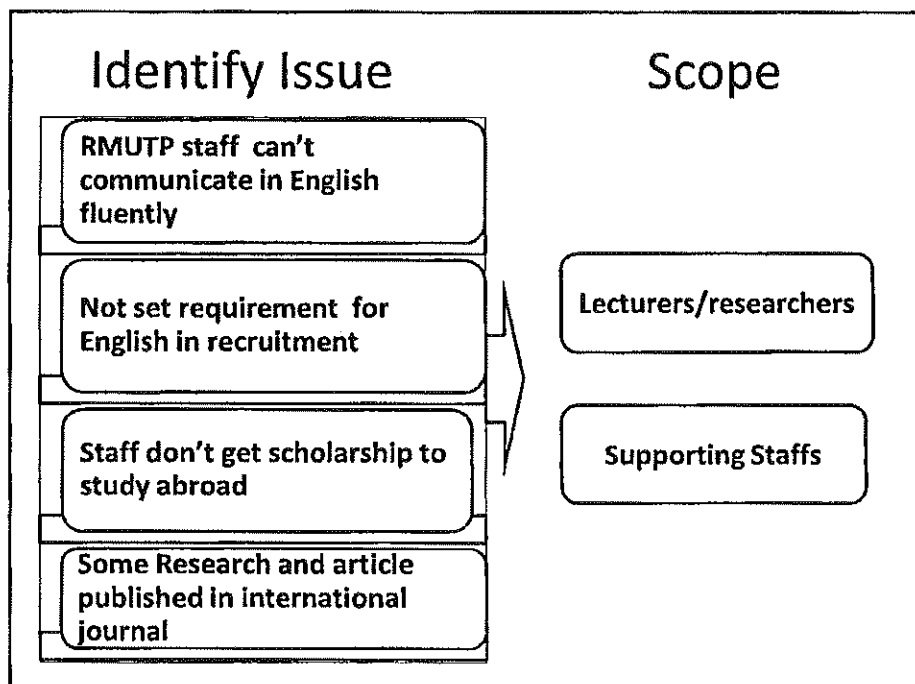 Identify Issue
Scope
RMUTP staff can't
communicate in English
fluently
Not set requirement for
English in recruitment
Staff don't get scholarship to
study abroad
Some Research and article
published in international
journal
Lecturers/researchers
Supporting Staffs